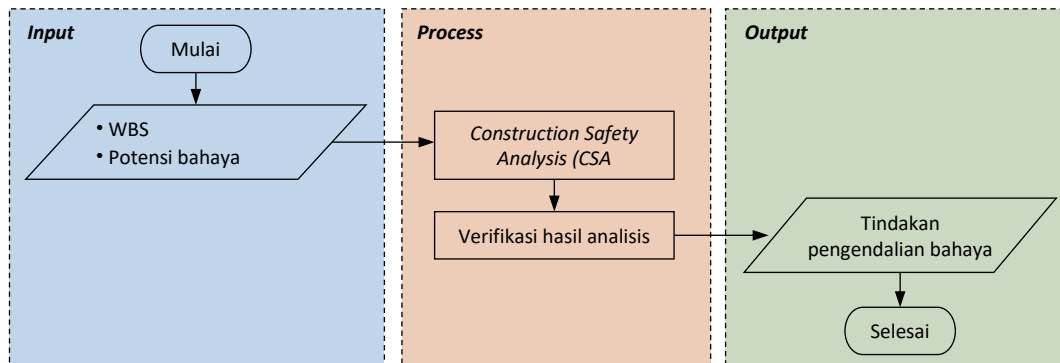 Input
Mulai
• WBS
• Potensi bahaya
Process
Construction Safety
Analysis (CSA
Verifikasi hasil analisis
Output
Tindakan
pengendalian bahaya
Selesai